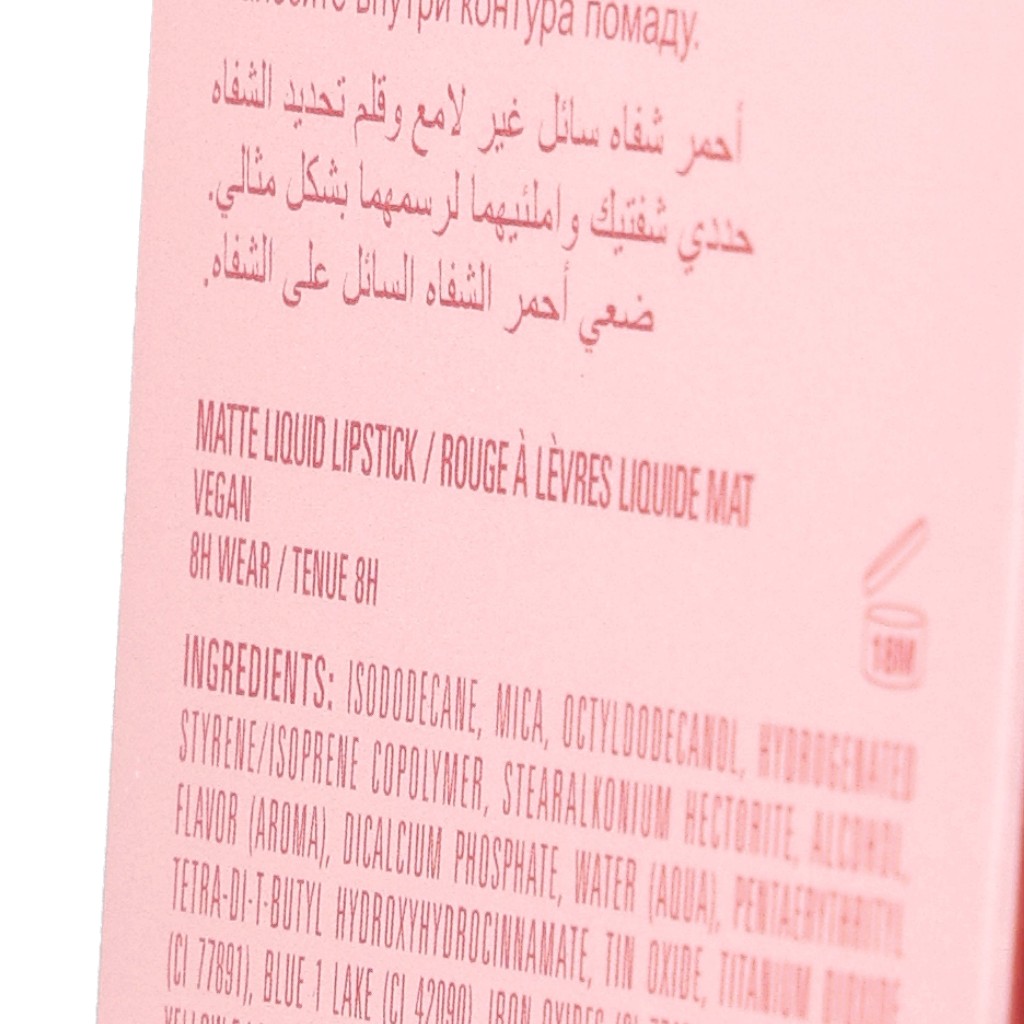 внутри контура помаду.
أحمر شفاه سائل غير لامع وقلم تحديد الشفاه
حددي شفتيك واملئيهما لرسمهما بشكل مثالي.
ضعي أحمر الشفاه السائل على الشفاه.
MATTE LIQUID LIPSTICK / ROUGE À LÈVRES LIQUIDE MAT
VEGAN
8H WEAR / TENUE 8H
18M
INGREDIENTS: ISODODECANE, MICA, OCTYLDODECANOL, HYDROGENATED
STYRENE/ISOPRENE COPOLYMER, STEARALKONIUM HECTORITE, ALCOHOL,
FLAVOR (AROMA), DICALCIUM PHOSPHATE, WATER (AQUA), PENTAERYTHRITYL
TETRA-DI-T-BUTYL HYDROXYHYDROCINNAMATE, TIN OXIDE, TITANIUM DIOXIDE
(CI 77891), BLUE 1 LAKE (CI 42090), IRON OXIDES (CI